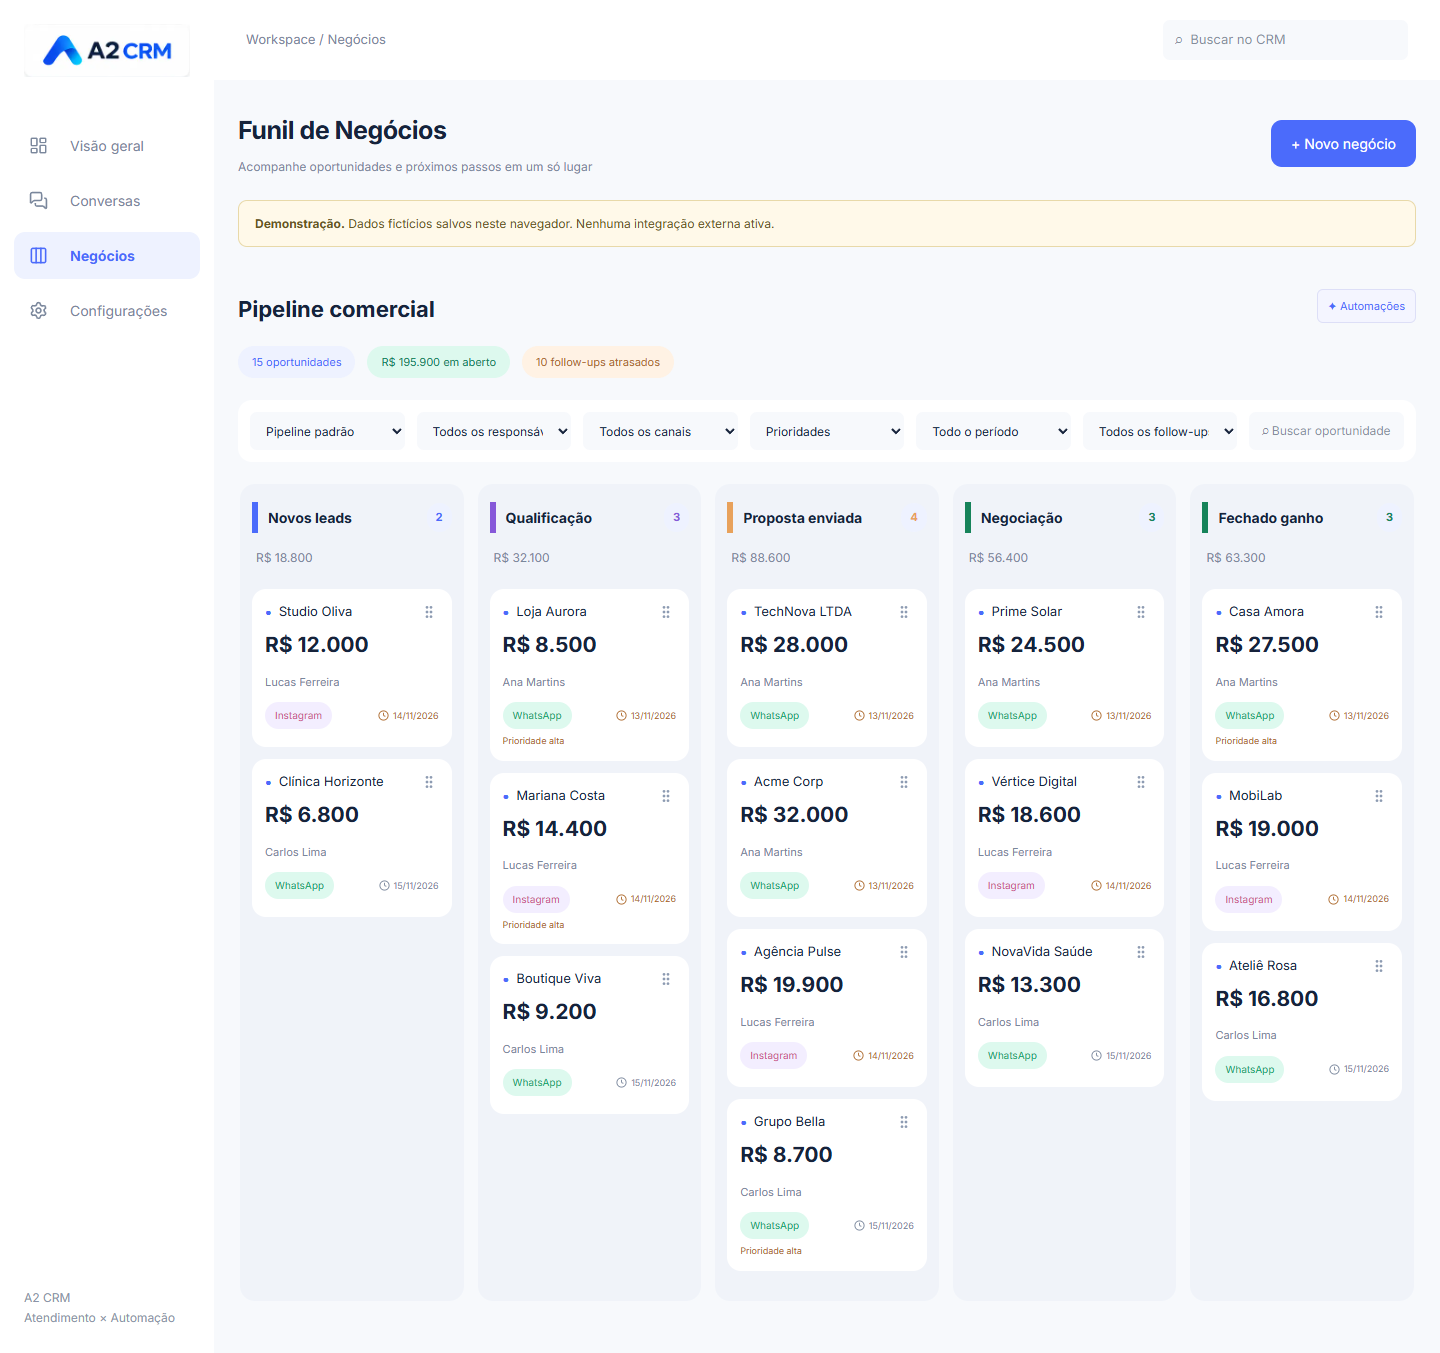 A2 CRM
Workspace / Negócios
Buscar no CRM
Visão geral
Conversas
Negócios
Configurações
Funil de Negócios
Acompanhe oportunidades e próximos passos em um só lugar
+ Novo negócio
Demonstração. Dados fictícios salvos neste navegador. Nenhuma integração externa ativa.
Pipeline comercial
✦ Automações
15 oportunidades
R$ 195.900 em aberto
10 follow-ups atrasados
Pipeline padrão
Todos os responsáv
Todos os canais
Prioridades
Todo o período
Todos os follow-up
Buscar oportunidade
Novos leads 2
R$ 18.800
Studio Oliva
R$ 12.000
Lucas Ferreira
Instagram 14/11/2026
Clínica Horizonte
R$ 6.800
Carlos Lima
WhatsApp 15/11/2026
Qualificação 3
R$ 32.100
Loja Aurora
R$ 8.500
Ana Martins
WhatsApp 13/11/2026
Prioridade alta
Mariana Costa
R$ 14.400
Lucas Ferreira
Instagram 14/11/2026
Prioridade alta
Boutique Viva
R$ 9.200
Carlos Lima
WhatsApp 15/11/2026
Proposta enviada 4
R$ 88.600
TechNova LTDA
R$ 28.000
Ana Martins
WhatsApp 13/11/2026
Acme Corp
R$ 32.000
Ana Martins
WhatsApp 13/11/2026
Agência Pulse
R$ 19.900
Lucas Ferreira
Instagram 14/11/2026
Grupo Bella
R$ 8.700
Carlos Lima
WhatsApp 15/11/2026
Prioridade alta
Negociação 3
R$ 56.400
Prime Solar
R$ 24.500
Ana Martins
WhatsApp 13/11/2026
Vértice Digital
R$ 18.600
Lucas Ferreira
Instagram 14/11/2026
NovaVida Saúde
R$ 13.300
Carlos Lima
WhatsApp 15/11/2026
Fechado ganho 3
R$ 63.300
Casa Amora
R$ 27.500
Ana Martins
WhatsApp 13/11/2026
Prioridade alta
MobiLab
R$ 19.000
Lucas Ferreira
Instagram 14/11/2026
Ateliê Rosa
R$ 16.800
Carlos Lima
WhatsApp 15/11/2026
A2 CRM
Atendimento × Automação